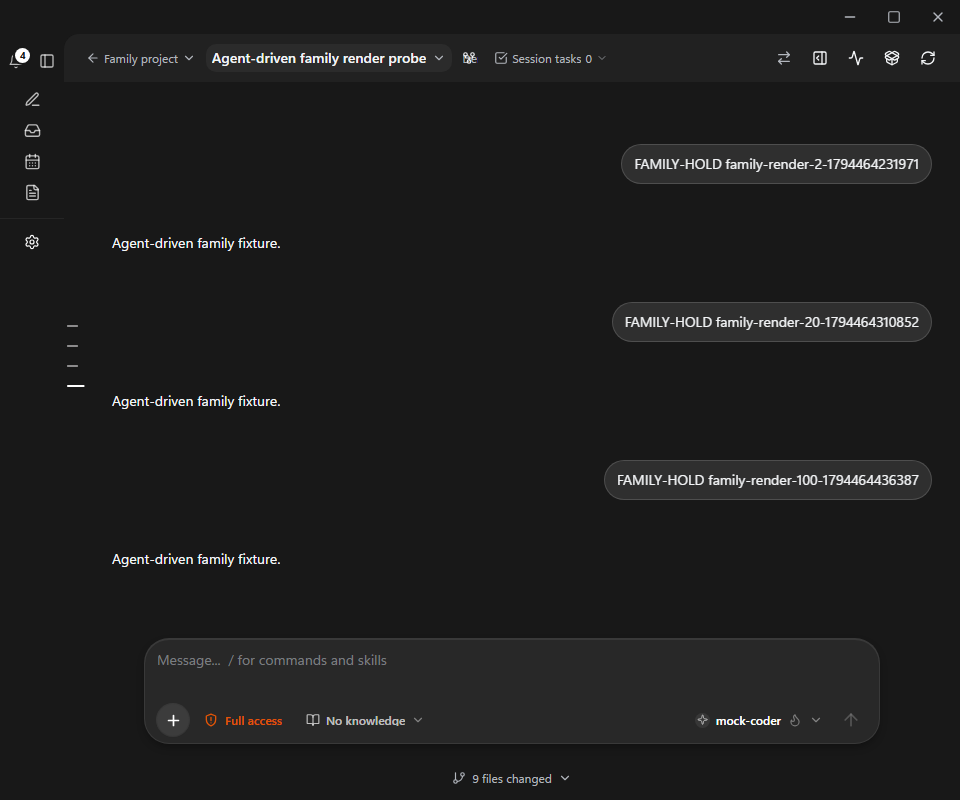 4
Family project
Agent-driven family render probe
Session tasks 0
FAMILY-HOLD family-render-2-1794464231971
Agent-driven family fixture.
FAMILY-HOLD family-render-20-1794464310852
Agent-driven family fixture.
FAMILY-HOLD family-render-100-1794464436387
Agent-driven family fixture.
Message... / for commands and skills
Full access
No knowledge
mock-coder
9 files changed